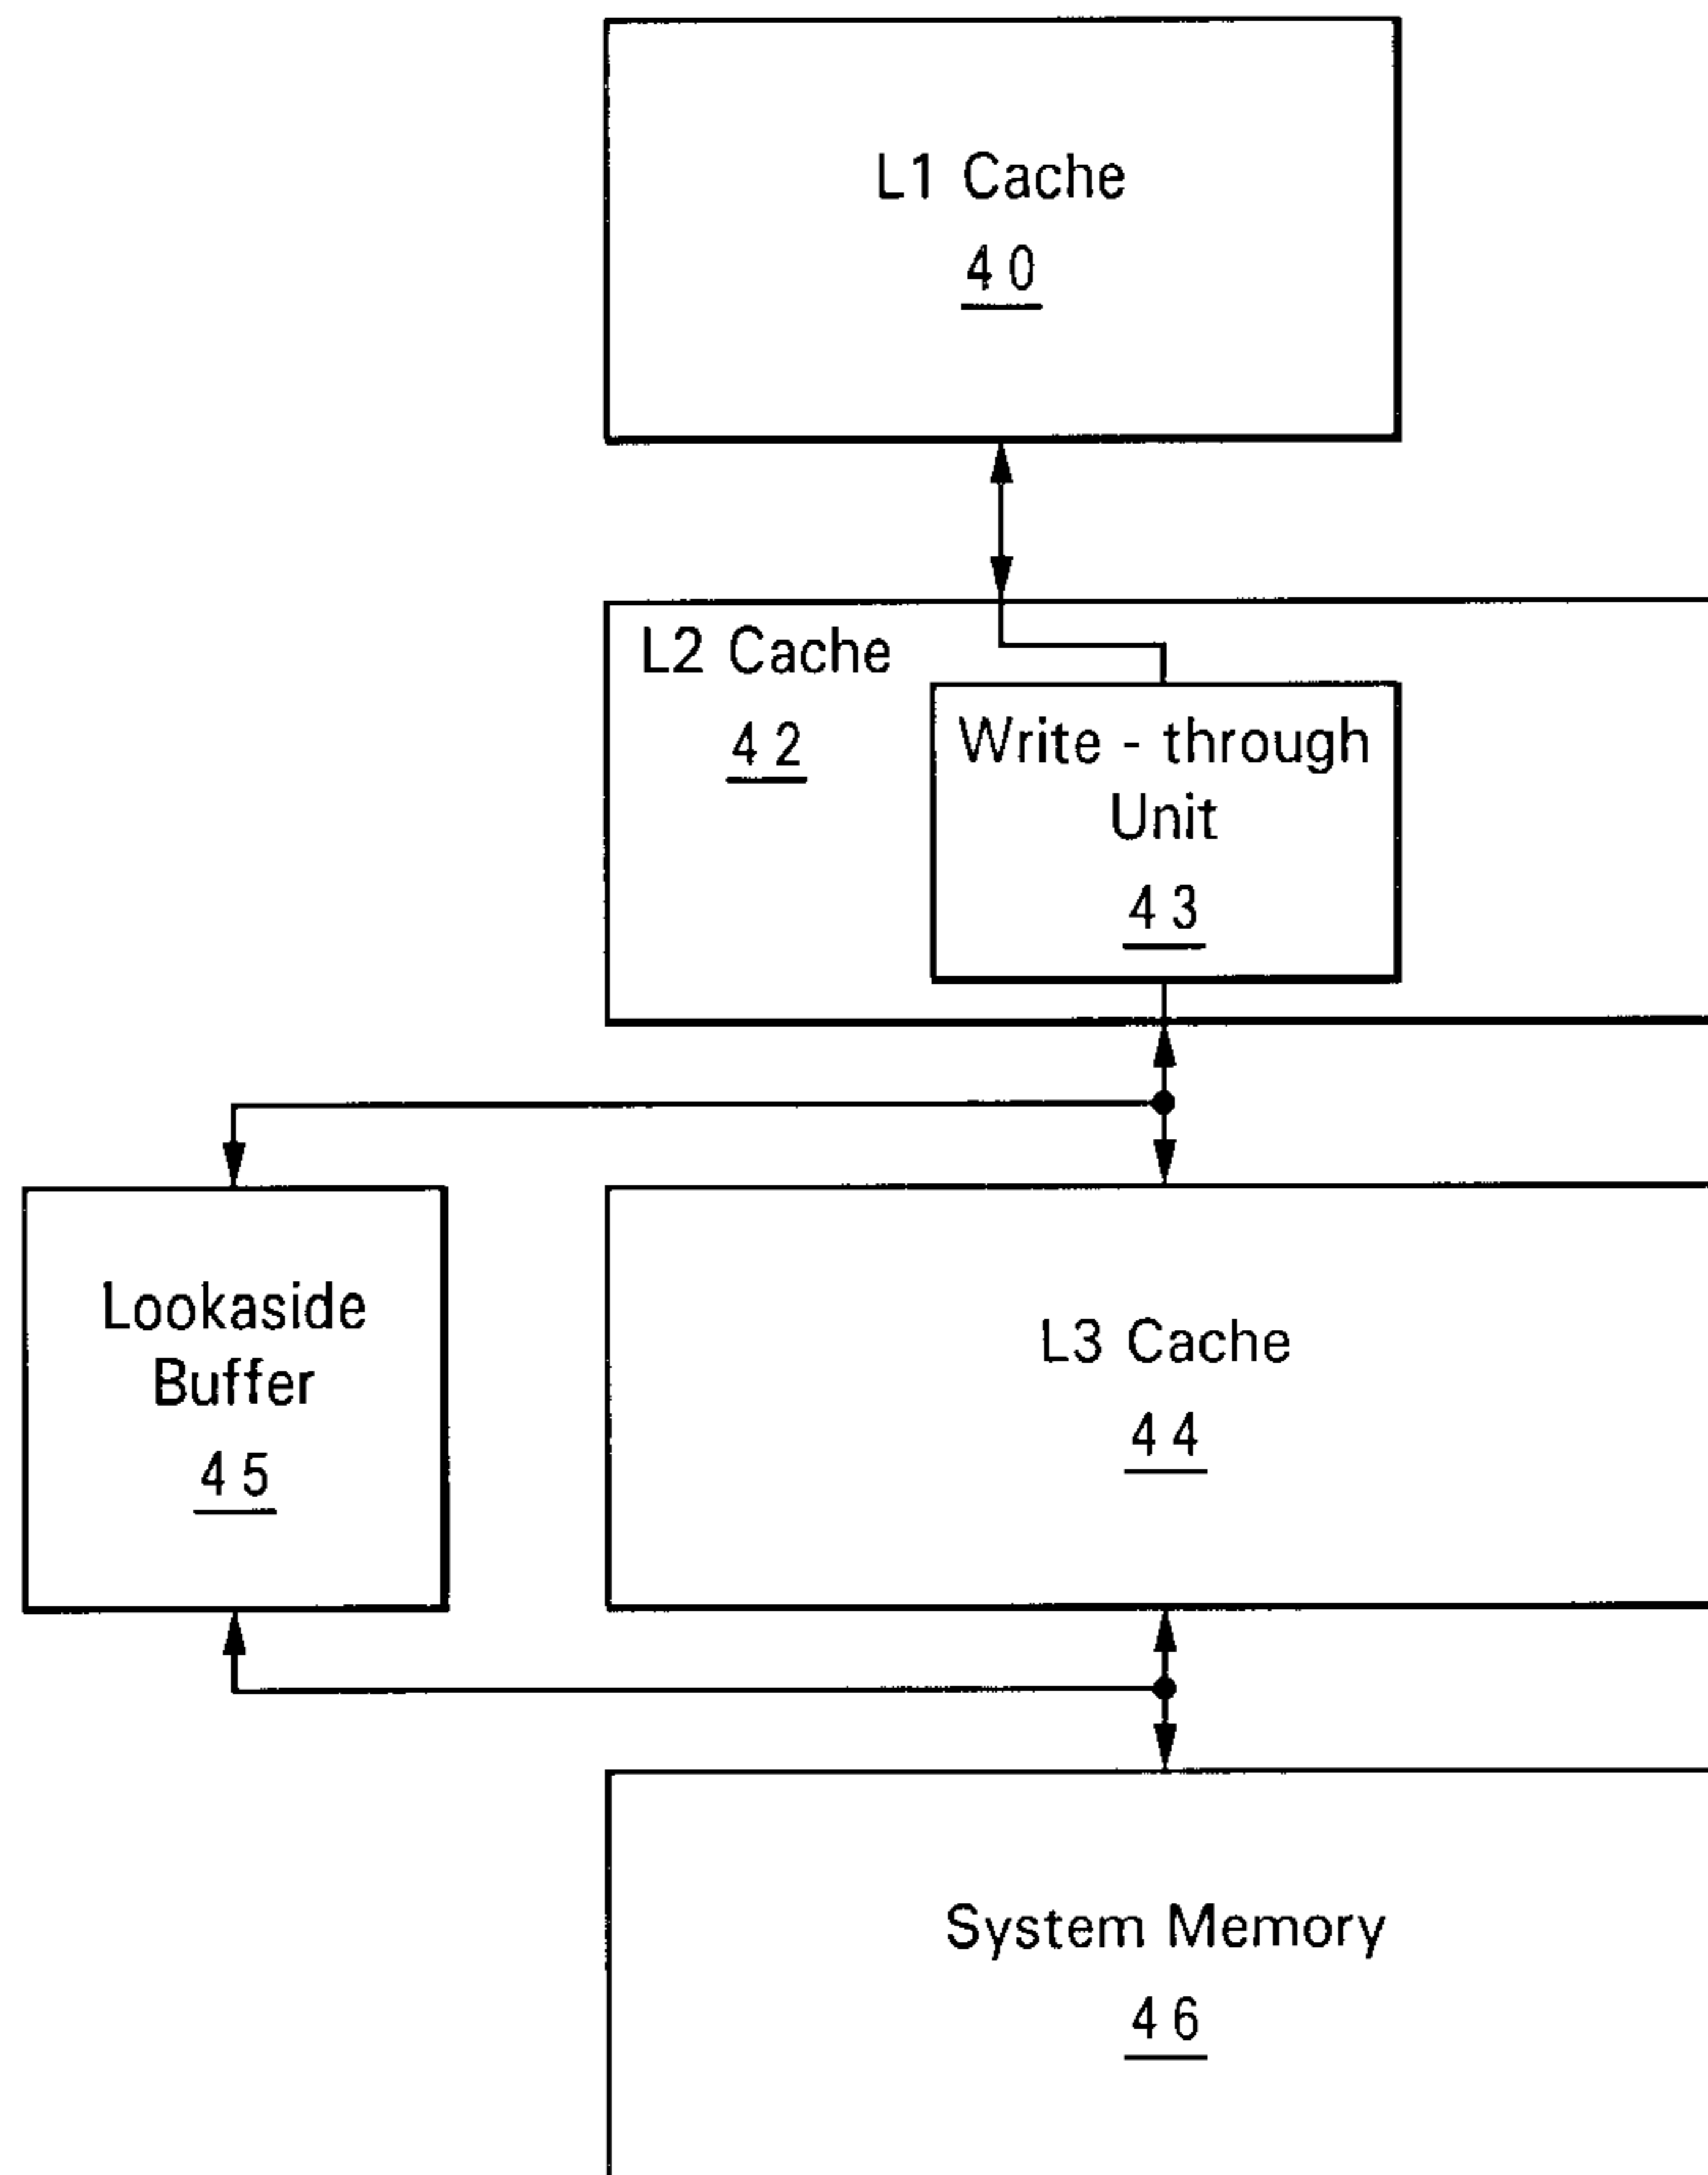 L1 Cache
40
L2 Cache
42
Write - through
Unit
43
Lookaside
Buffer
45
L3 Cache
44
System Memory
46